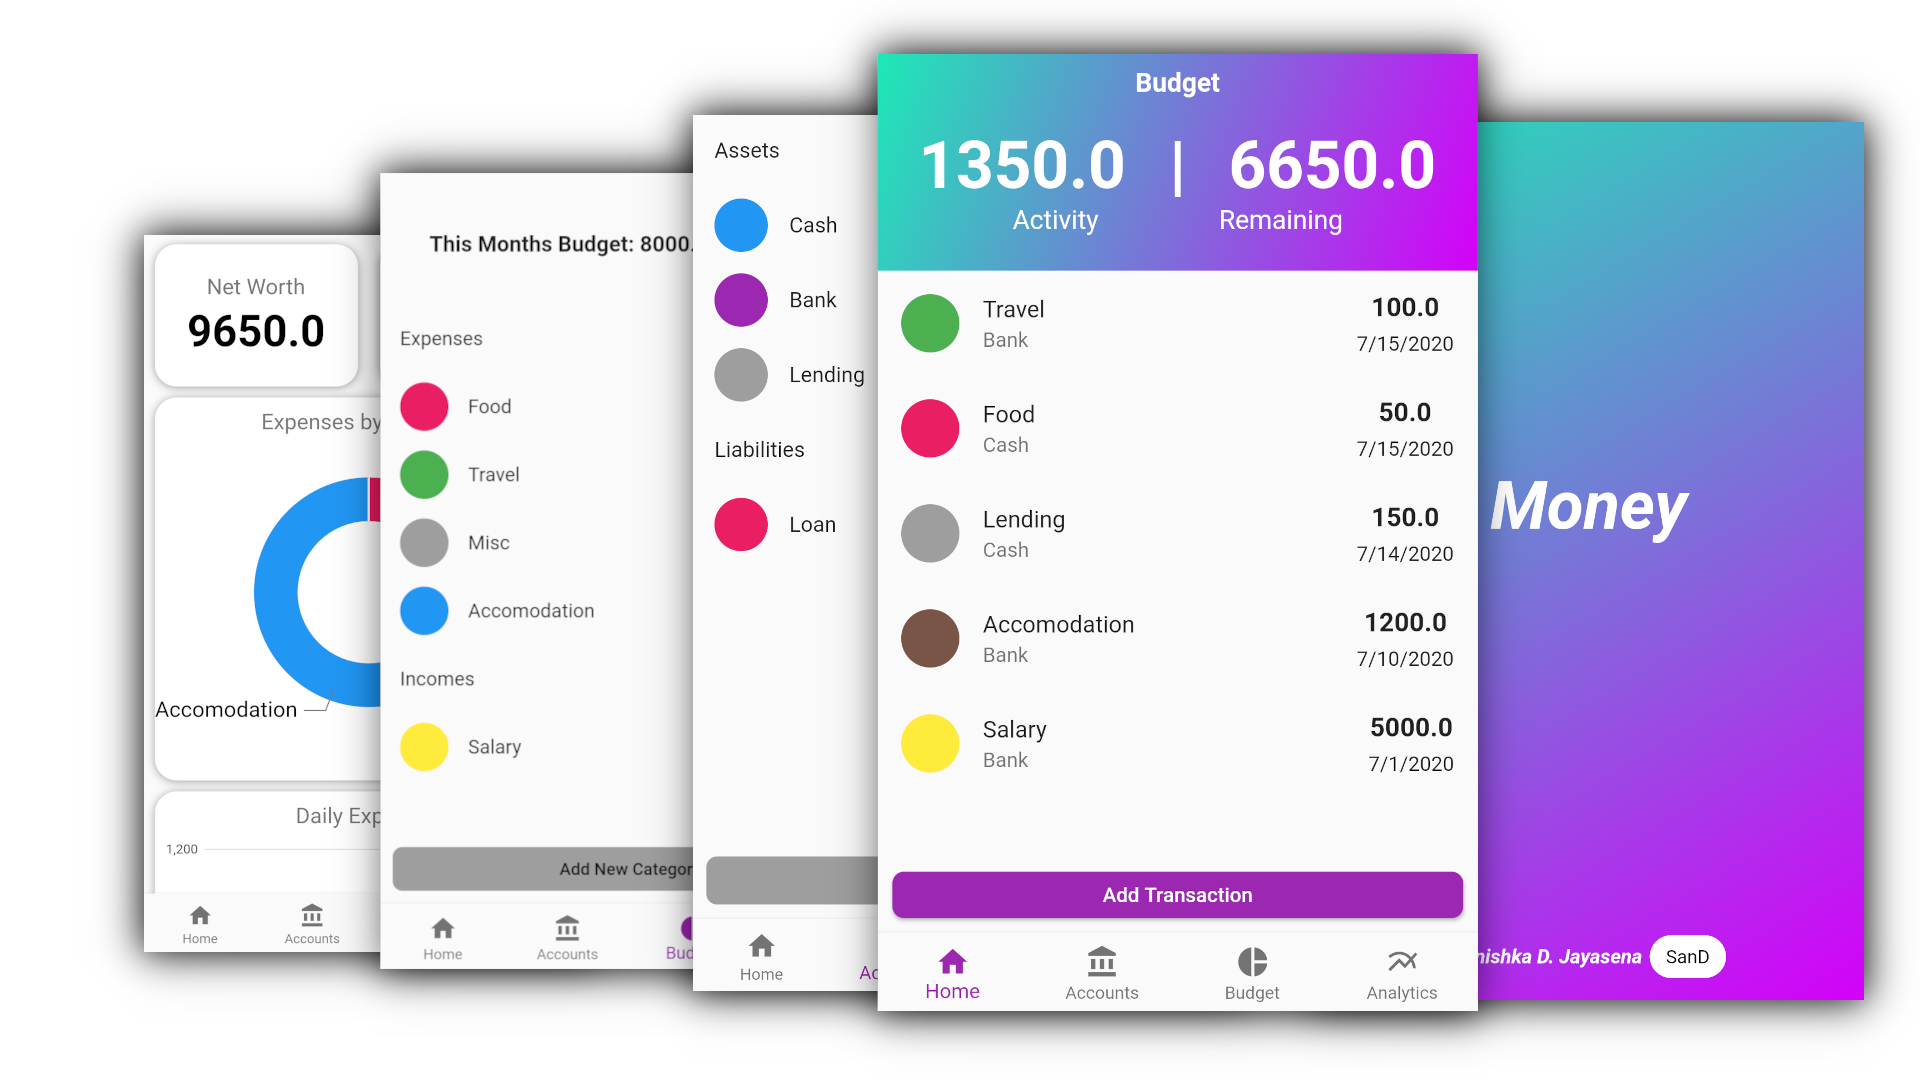 Net Worth
9650.0
Expenses by
Accomodation
Daily Exp
1,200
Home
Accounts
This Months Budget: 8000.
Expenses
Food
Travel
Misc
Accomodation
Incomes
Salary
Add New Categor
Home
Accounts
Bud
Assets
Cash
Bank
Lending
Liabilities
Loan
Home
Ac
Budget
1350.0 | 6650.0
Activity Remaining
Travel 100.0
Bank 7/15/2020
Food 50.0
Cash 7/15/2020
Lending 150.0
Cash 7/14/2020
Accomodation 1200.0
Bank 7/10/2020
Salary 5000.0
Bank 7/1/2020
Add Transaction
Home Accounts Budget Analytics
Money
nishka D. Jayasena SanD